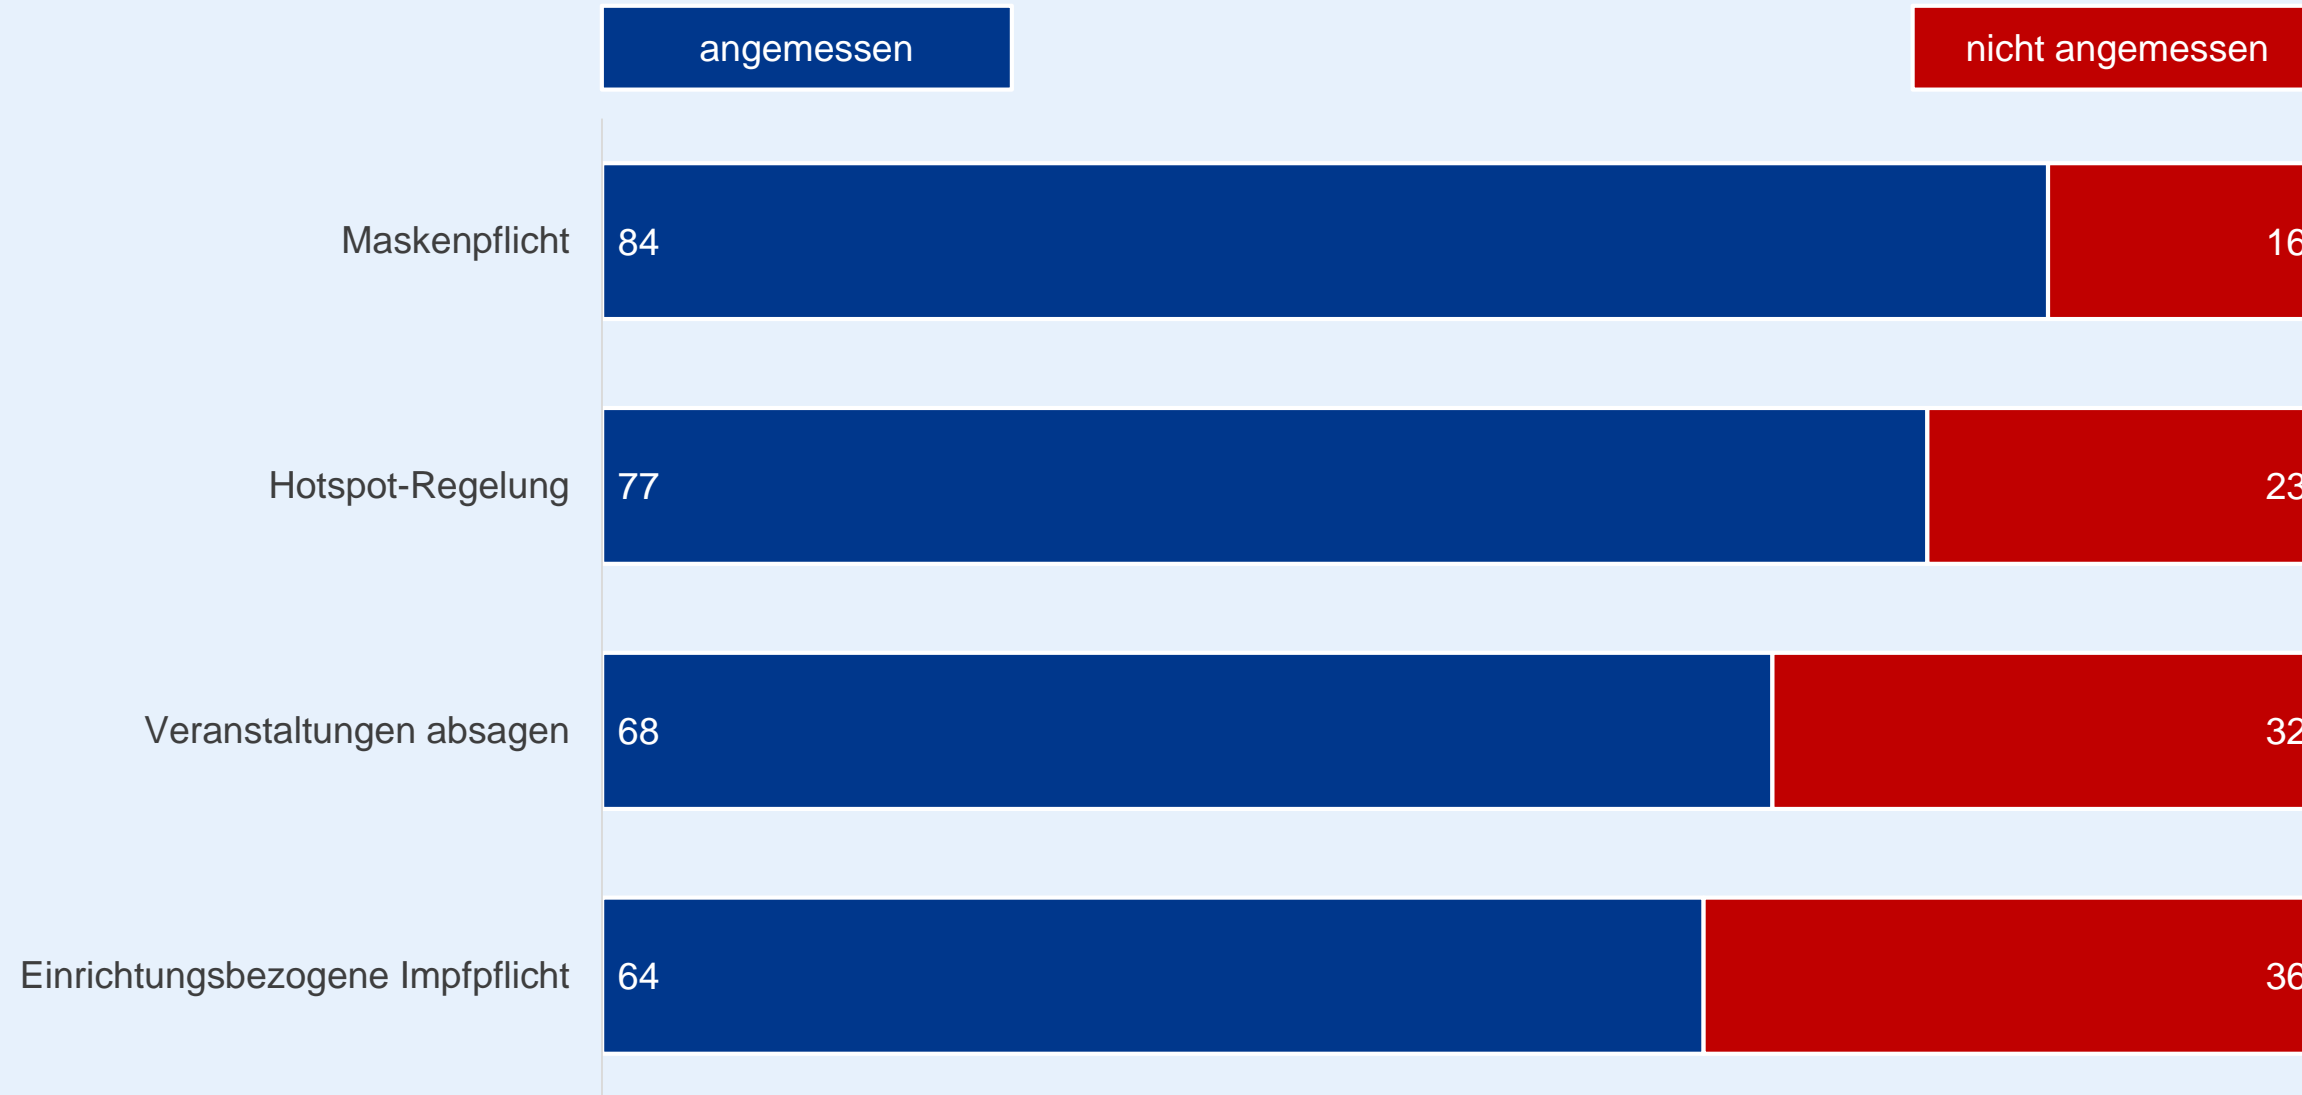 angemessen nicht angemessen
Maskenpflicht 84 16
Hotspot-Regelung 77 23
Veranstaltungen absagen 68 32
Einrichtungsbezogene Impfpflicht 64 36